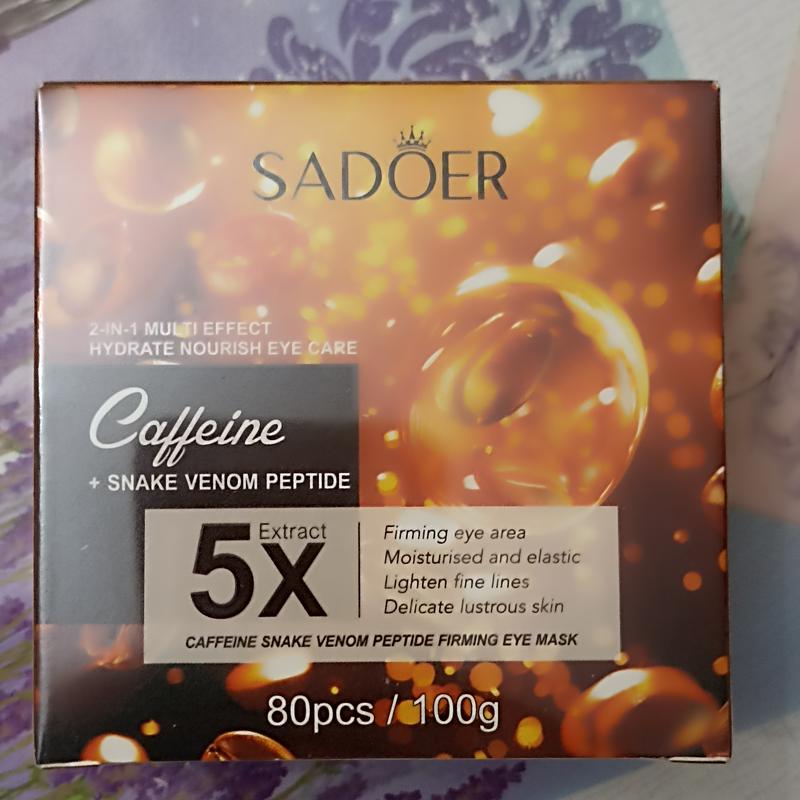 SADOER
2-IN-1 MULTI EFFECT
HYDRATE NOURISH EYE CARE
Caffeine
+ SNAKE VENOM PEPTIDE
5x Extract
Firming eye area
Moisturised and elastic
Lighten fine lines
Delicate lustrous skin
CAFFEINE SNAKE VENOM PEPTIDE FIRMING EYE MASK
80pcs / 100g